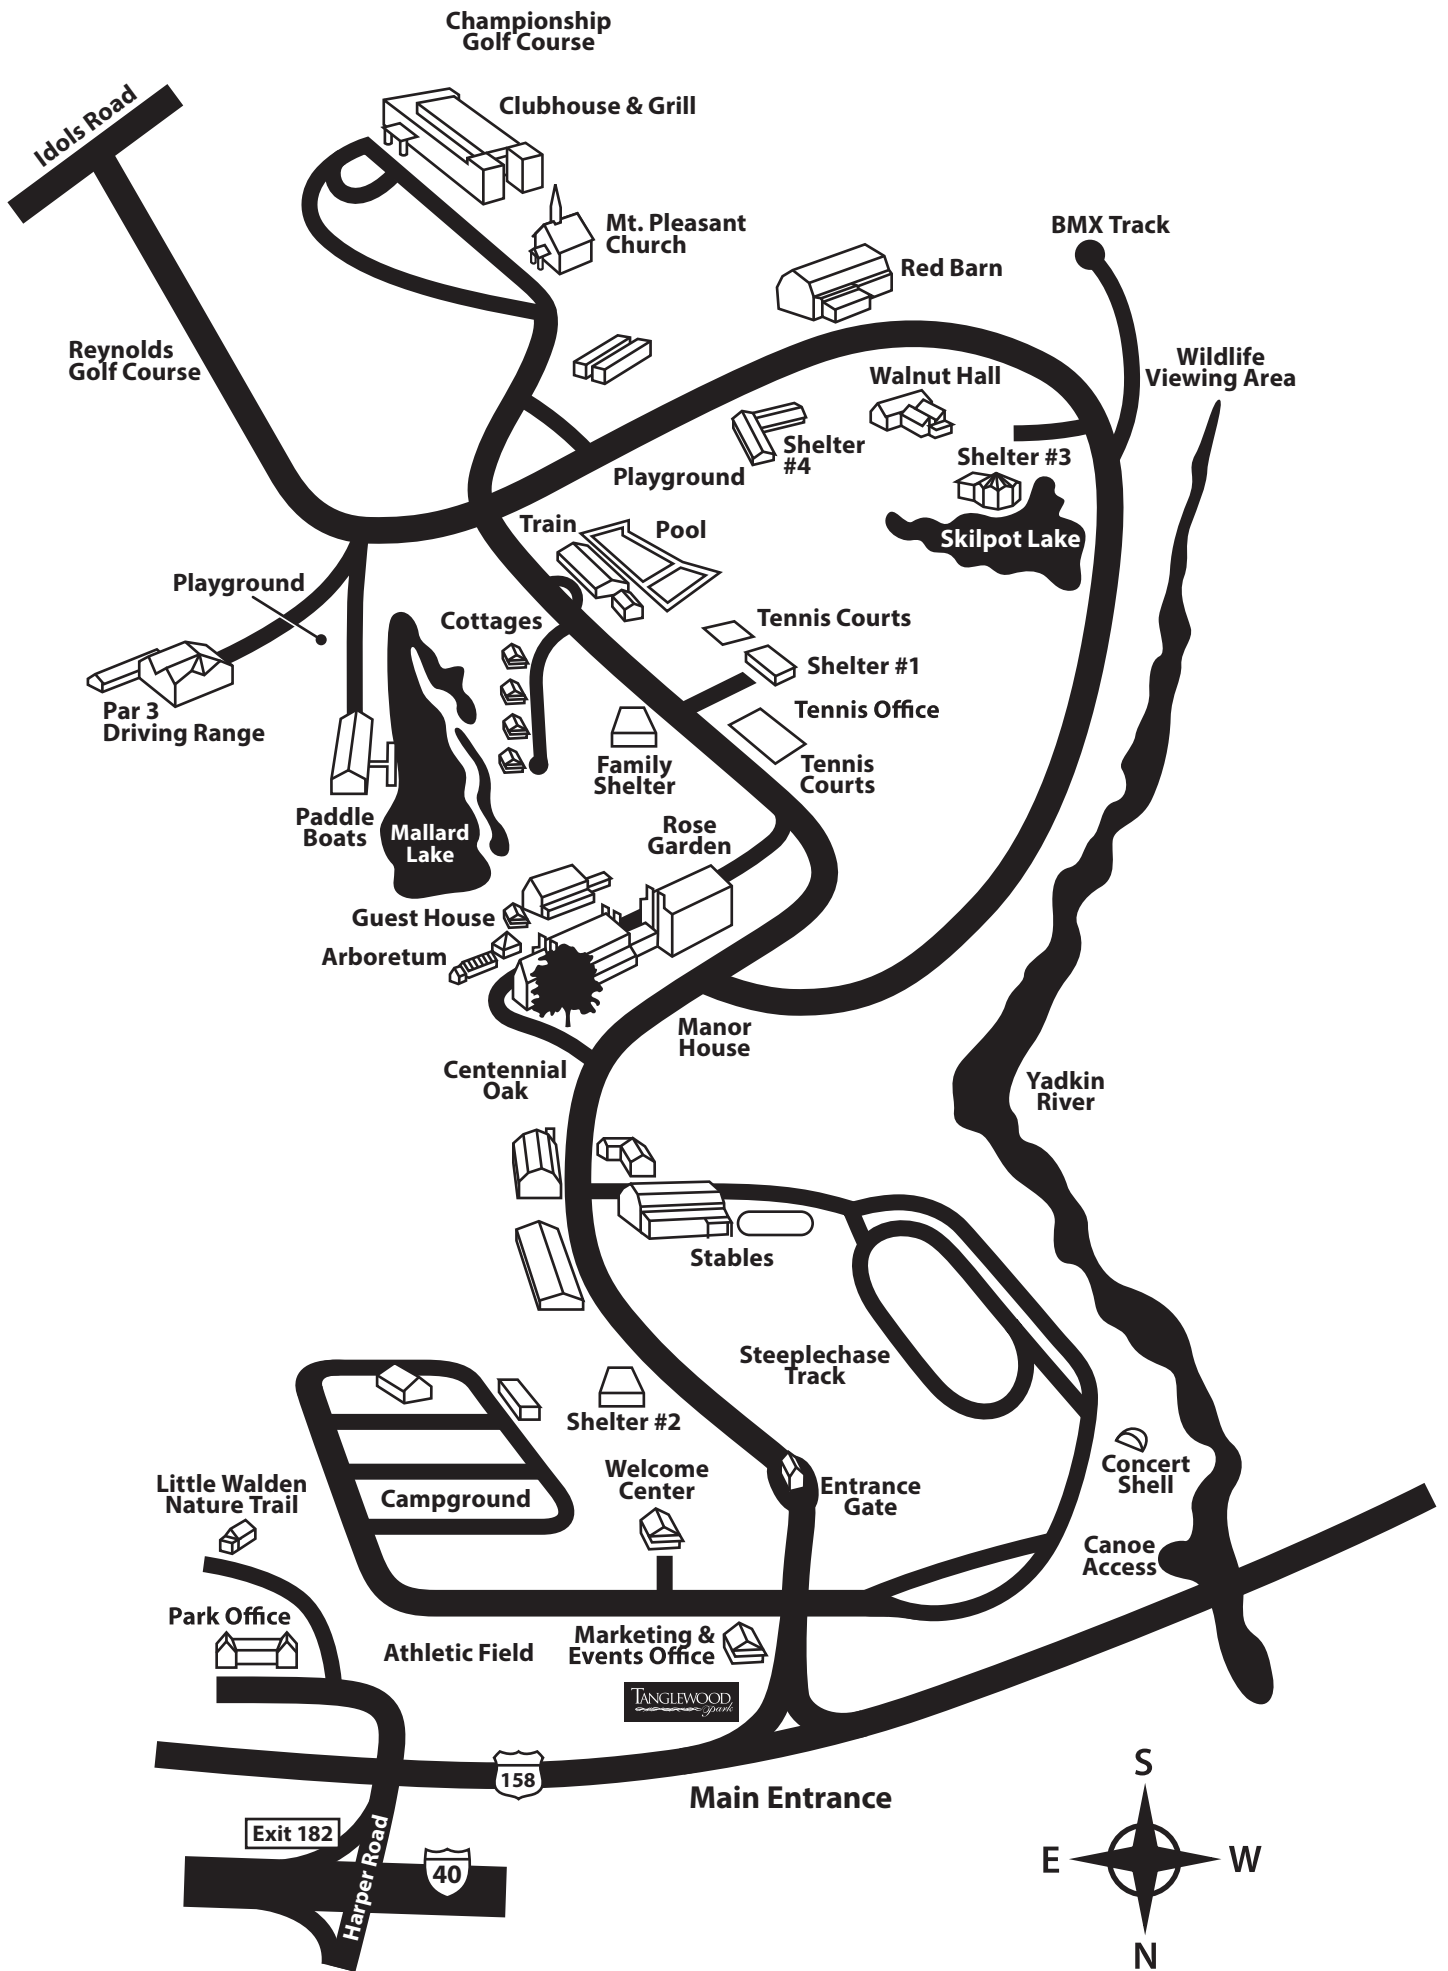 Championship
Golf Course
Clubhouse & Grill
Idols Road
Mt. Pleasant
Church
BMX Track
Red Barn
Reynolds
Golf Course
Wildlife
Viewing Area
Walnut Hall
Shelter
#4
Shelter #3
Playground
Train
Pool
Skilpot Lake
Playground
Cottages
Tennis Courts
Shelter #1
Par 3
Driving Range
Tennis Office
Family
Shelter
Tennis
Courts
Paddle
Boats
Mallard
Lake
Rose
Garden
Guest House
Arboretum
Manor
House
Centennial
Oak
Yadkin
River
Stables
Steeplechase
Track
Shelter #2
Little Walden
Nature Trail
Campground
Welcome
Center
Entrance
Gate
Concert
Shell
Canoe
Access
Park Office
Athletic Field
Marketing &
Events Office
TANGLEWOOD
Park
158
Main Entrance
Exit 182
Harper Road
40
S
E
W
N